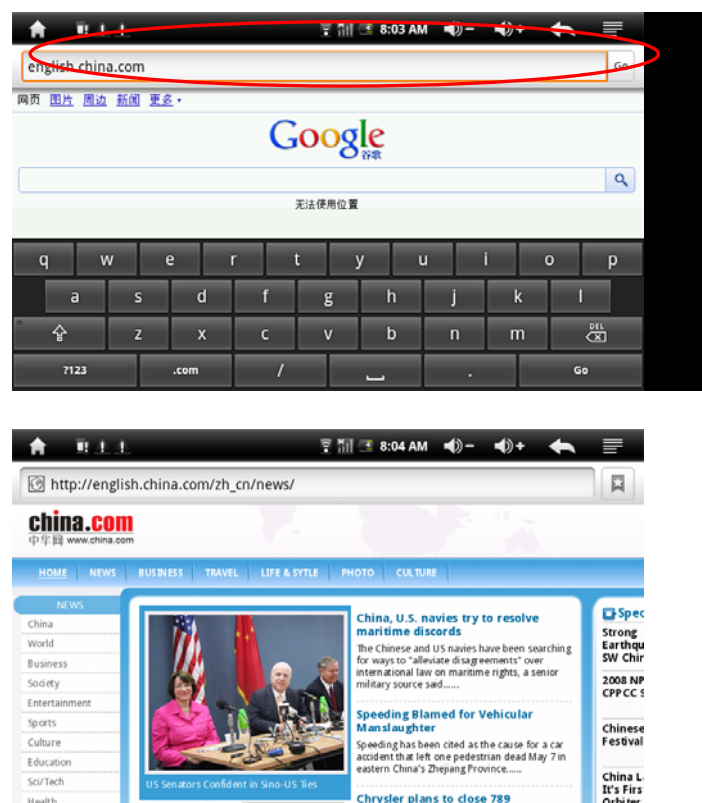 8:03 AM
english.china.com
Go
网页 图片 周边 新闻 更多
Google
谷歌
无法使用位置
q w e r t y u i o p
a s d f g h j k l
z x c v b n m DEL
?123 .com / . Go
8:04 AM
http://english.china.com/zh_cn/news/
china.com
中华网 www.china.com
HOME NEWS BUSINESS TRAVEL LIFE & SYTLE PHOTO CULTURE
NEWS
China
World
Business
Society
Entertainment
Sports
Culture
Education
Sci/Tech
Health
US Senators Confident in Sino-US Ties
China, U.S. navies try to resolve
maritime discords
The Chinese and US navies have been searching
for ways to "alleviate disagreements" over
international law on maritime rights, a senior
military source said......
Speeding Blamed for Vehicular
Manslaughter
Speeding has been cited as the cause for a car
accident that left one pedestrian dead May 7 in
eastern China's Zhejiang Province......
Chrysler plans to close 789
Spec
Strong
Earthqu
SW Chin
2008 NP
CPPCC S
Chinese
Festival
China L
It's Firs
Orbiter